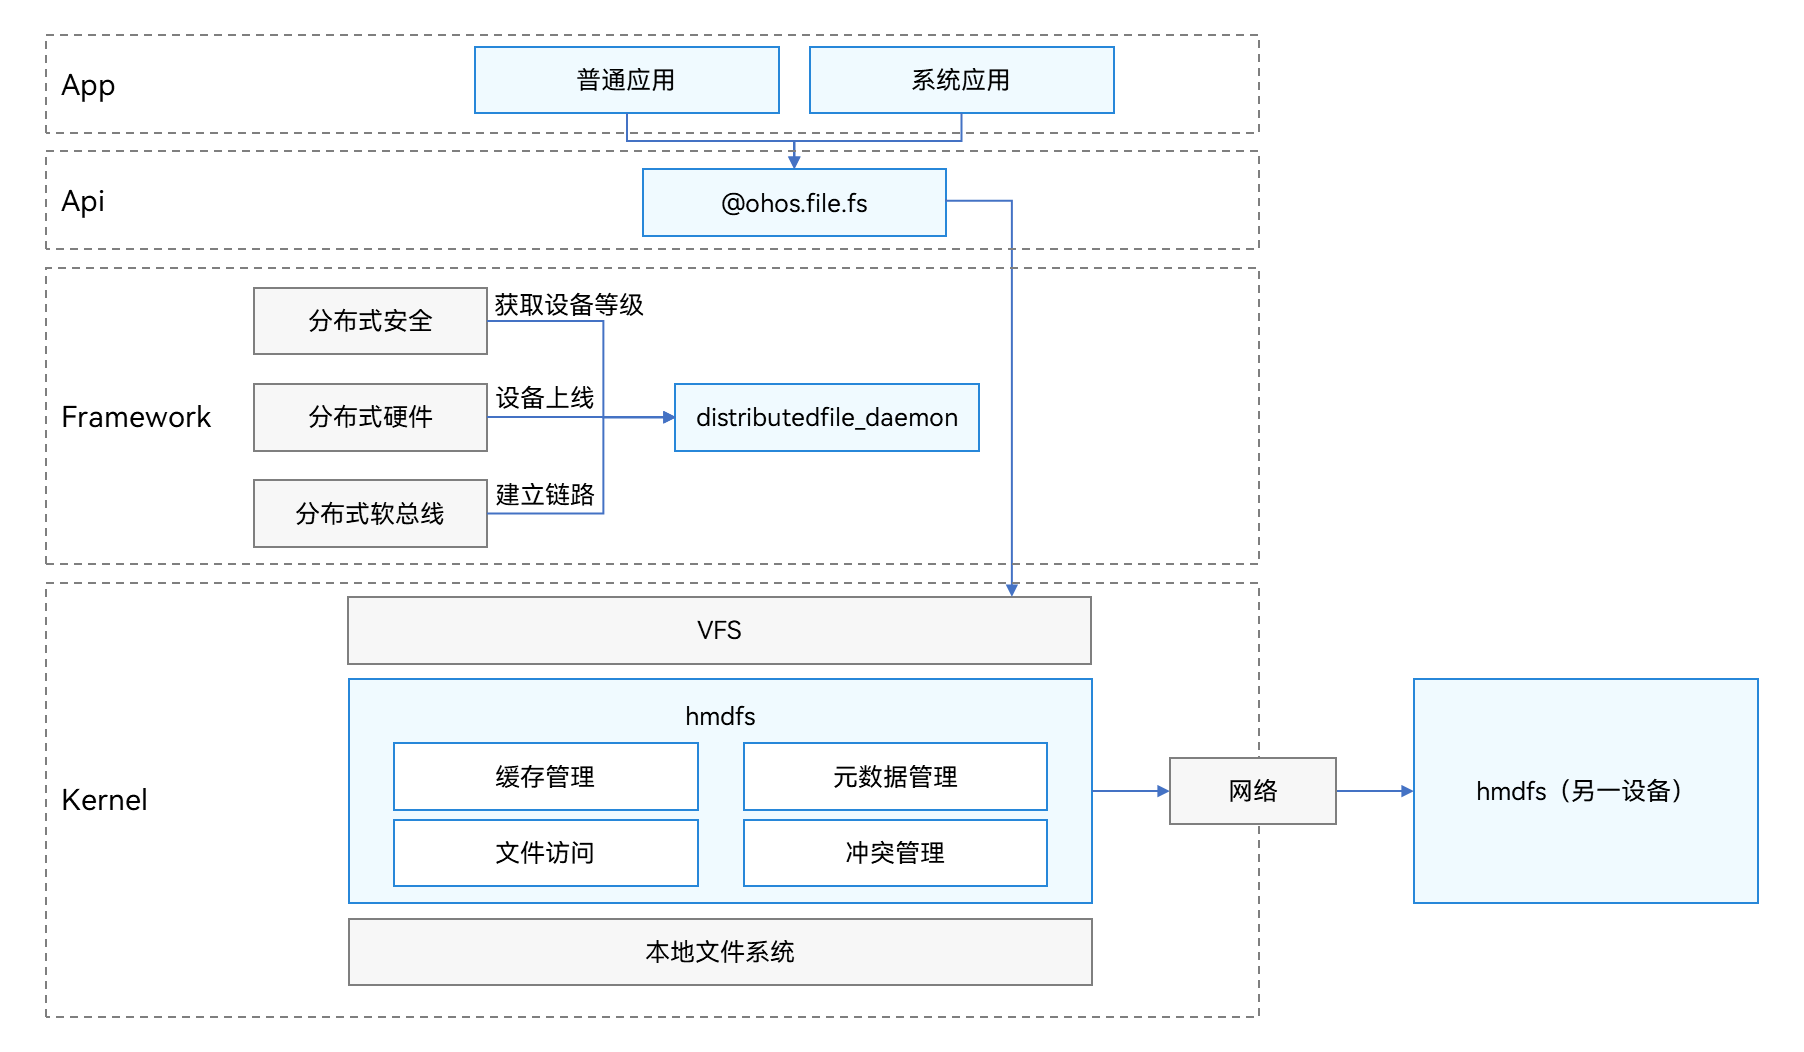 App
普通应用
系统应用
Api
@ohos.file.fs
Framework
分布式安全
获取设备等级
分布式硬件
设备上线
distributedfile_daemon
分布式软总线
建立链路
Kernel
VFS
hmdfs
缓存管理
元数据管理
文件访问
冲突管理
本地文件系统
网络
hmdfs（另一设备）